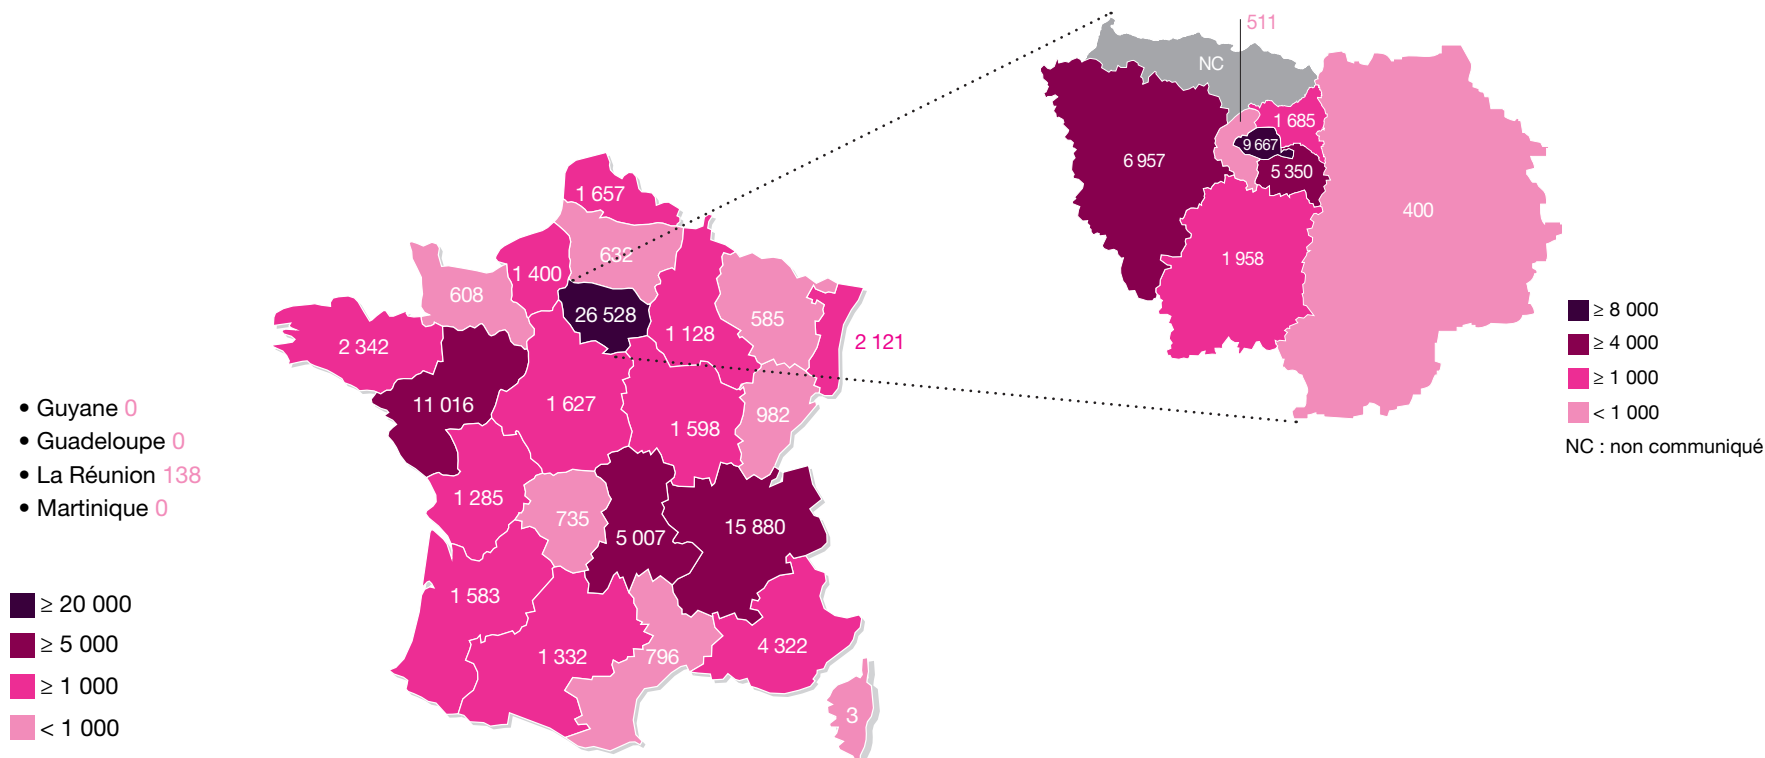 511
NC
1 685
9 667
6 957
5 350
400
1 958
≥ 8 000
≥ 4 000
≥ 1 000
< 1 000
NC : non communiqué
1 657
632
1 400
608
26 528
585
1 128
2 121
2 342
11 016
1 627
982
1 598
• Guyane 0
• Guadeloupe 0
• La Réunion 138
• Martinique 0
1 285
735
5 007
15 880
1 583
1 332
796
4 322
3
≥ 20 000
≥ 5 000
≥ 1 000
< 1 000